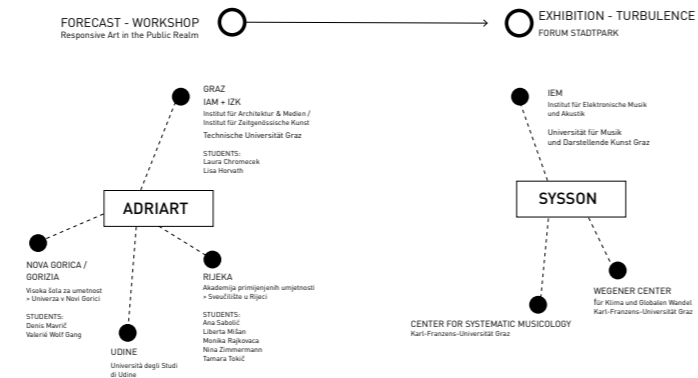 FORECAST - WORKSHOP
Responsive Art in the Public Realm
EXHIBITION - TURBULENCE
FORUM STADTPARK
GRAZ
IAM + IZK
Institut für Architektur & Medien /
Institut für Zeitgenössische Kunst
Technische Universität Graz
STUDENTS:
Laura Chromecek
Lisa Horvath
IEM
Institut für Elektronische Musik
und Akustik
Universität für Musik
und Darstellende Kunst Graz
ADRIART
SYSSON
NOVA GORICA /
GORIZIA
Visoka šola za umetnost
> Univerza v Novi Gorici
STUDENTS:
Denis Mavrič
Valerié Wolf Gang
RIJEKA
Akademija primijenjenih umjetnosti
> Sveučilište u Rijeci
STUDENTS:
Ana Sabolić
Liberta Mišan
Monika Rajkovaca
Nina Zimmermann
Tamara Tokić
UDINE
Università degli Studi
di Udine
WEGENER CENTER
für Klima und Globalen Wandel
Karl-Franzens-Universität Graz
CENTER FOR SYSTEMATIC MUSICOLOGY
Karl-Franzens-Universität Graz